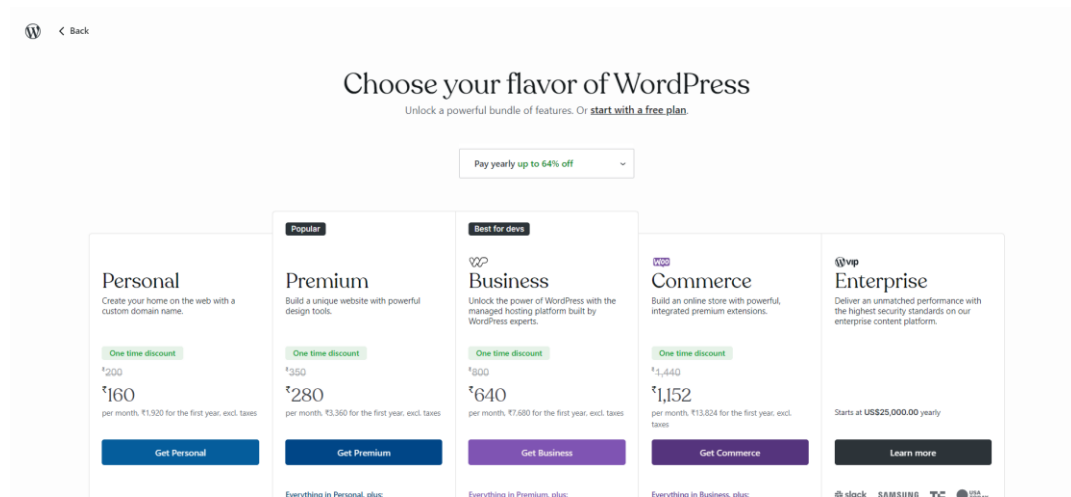 Back
Choose your flavor of WordPress
Unlock a powerful bundle of features. Or start with a free plan.
Pay yearly up to 64% off
Popular
Best for devs
Personal
Create your home on the web with a
custom domain name.
One time discount
₹200
₹160
per month, ₹1,920 for the first year, excl. taxes
Get Personal
Premium
Build a unique website with powerful
design tools.
One time discount
₹350
₹280
per month, ₹3,360 for the first year, excl. taxes
Get Premium
Everything in Personal, plus:
Business
Unlock the power of WordPress with the
managed hosting platform built by
WordPress experts.
One time discount
₹800
₹640
per month, ₹7,680 for the first year, excl. taxes
Get Business
Everything in Premium, plus:
Woo
Commerce
Build an online store with powerful,
integrated premium extensions.
One time discount
₹1,440
₹1,152
per month, ₹13,824 for the first year, excl.
taxes
Get Commerce
Everything in Business, plus:
vip
Enterprise
Deliver an unmatched performance with
the highest security standards on our
enterprise content platform.
Starts at US$25,000.00 yearly
Learn more
slack SAMSUNG TC USA